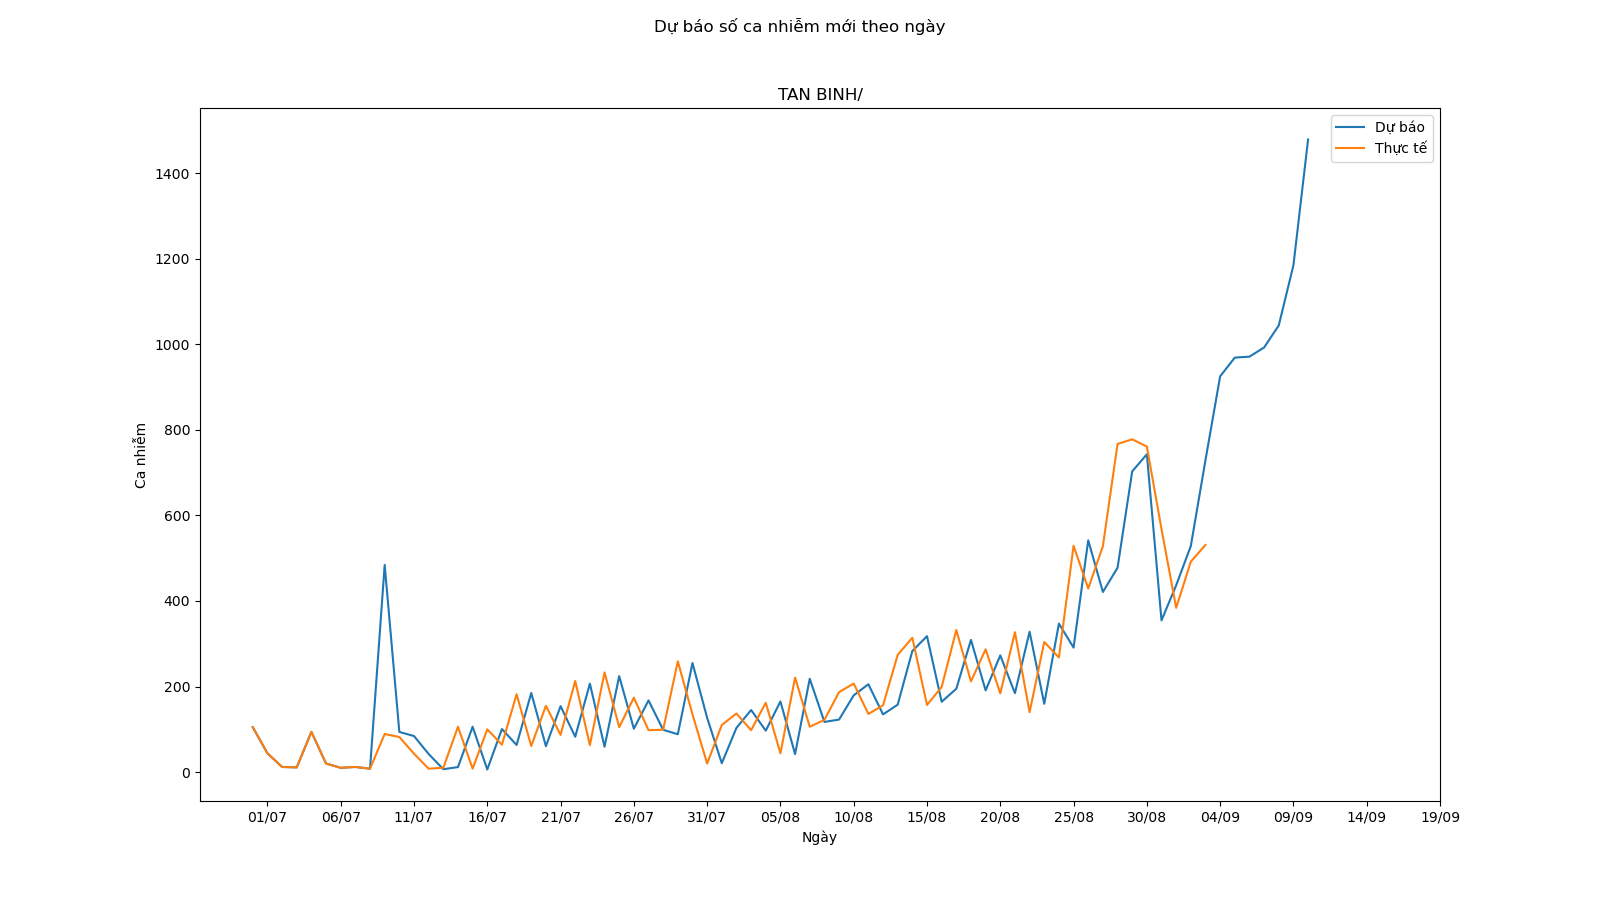 Dự báo số ca nhiễm mới theo ngày
TAN BINH/
Dự báo
Thực tế
1400
1200
1000
800
600
400
200
0
Ca nhiễm
01/07 06/07 11/07 16/07 21/07 26/07 31/07 05/08 10/08 15/08 20/08 25/08 30/08 04/09 09/09 14/09 19/09
Ngày